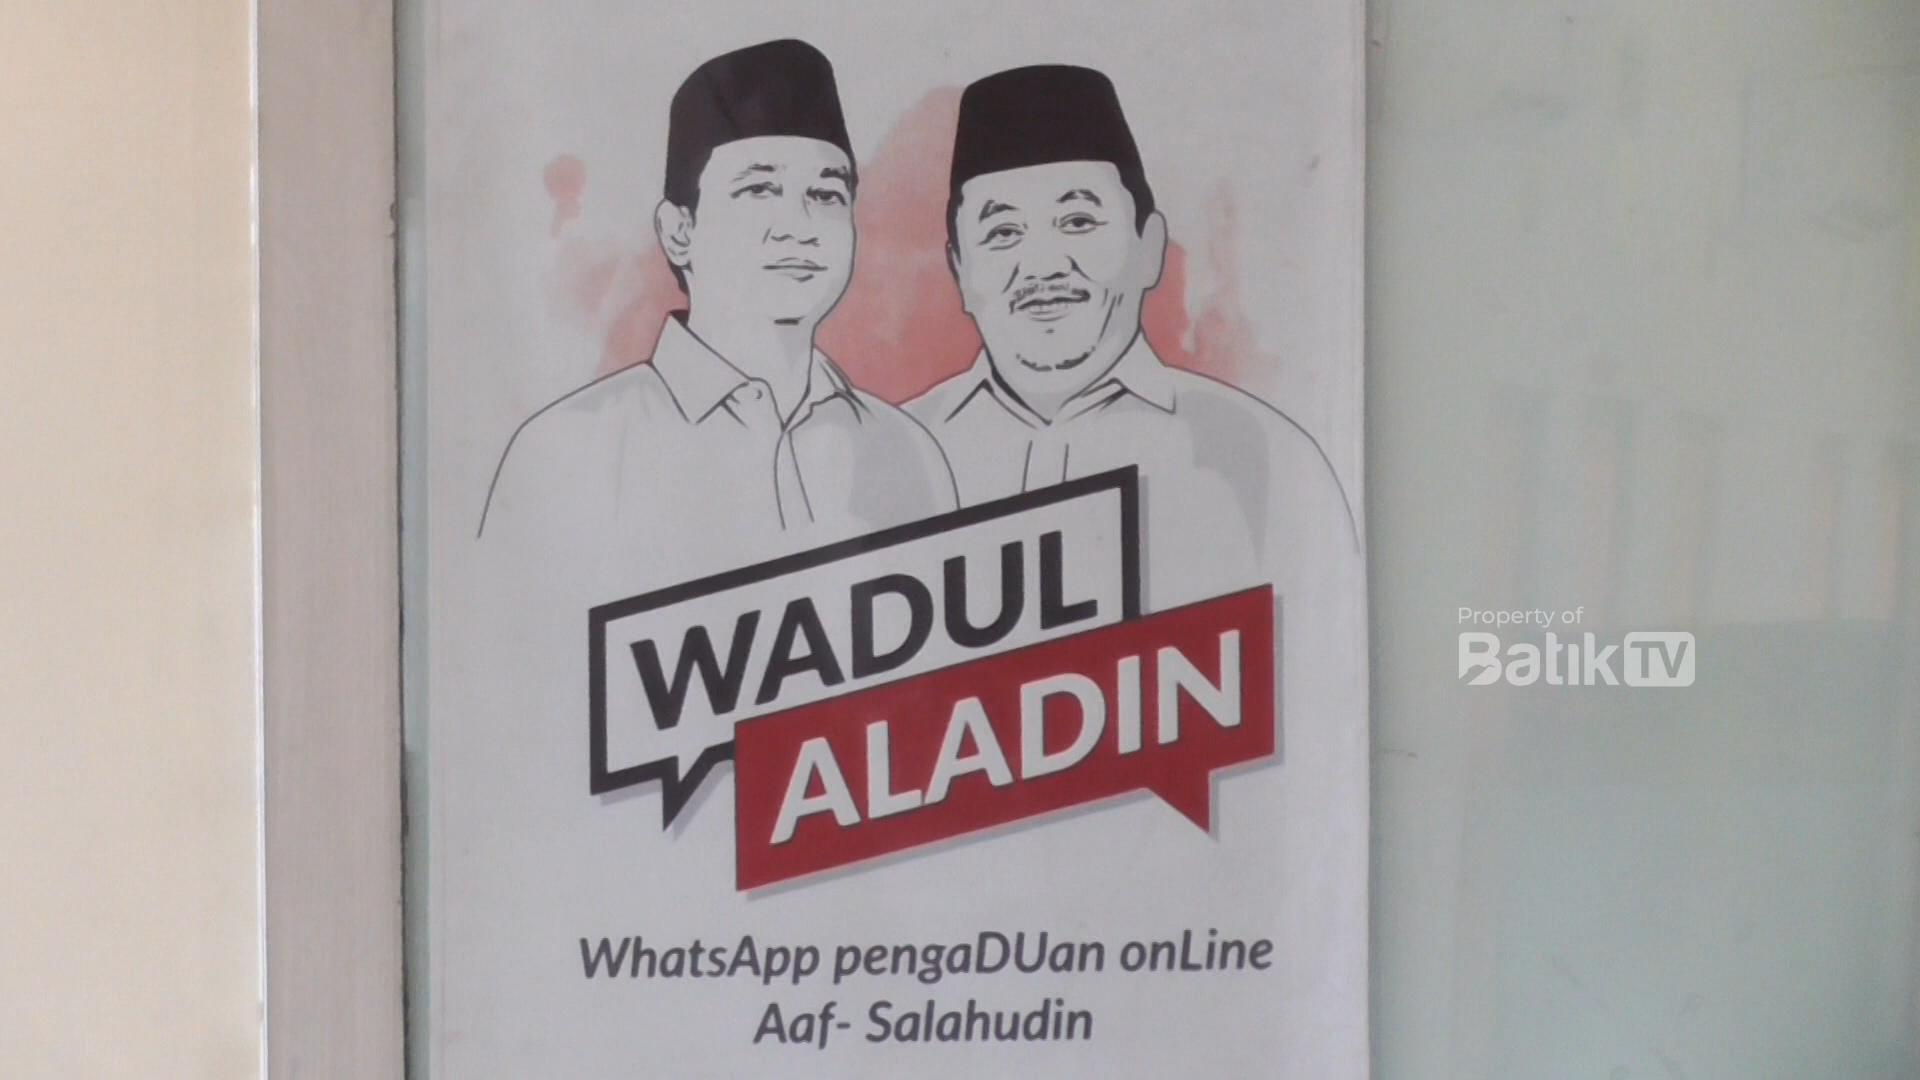 WADUL
ALADIN
WhatsApp pengaDUan onLine
Aaf- Salahudin
Property of
BatikTV